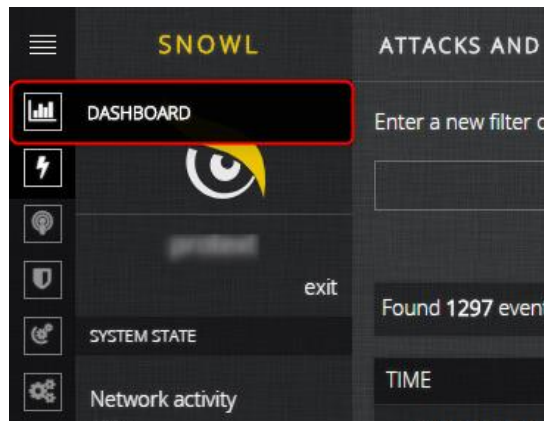 SNOWL
ATTACKS AND
DASHBOARD
Enter a new filter
exit
Found 1297 event
SYSTEM STATE
TIME
Network activity